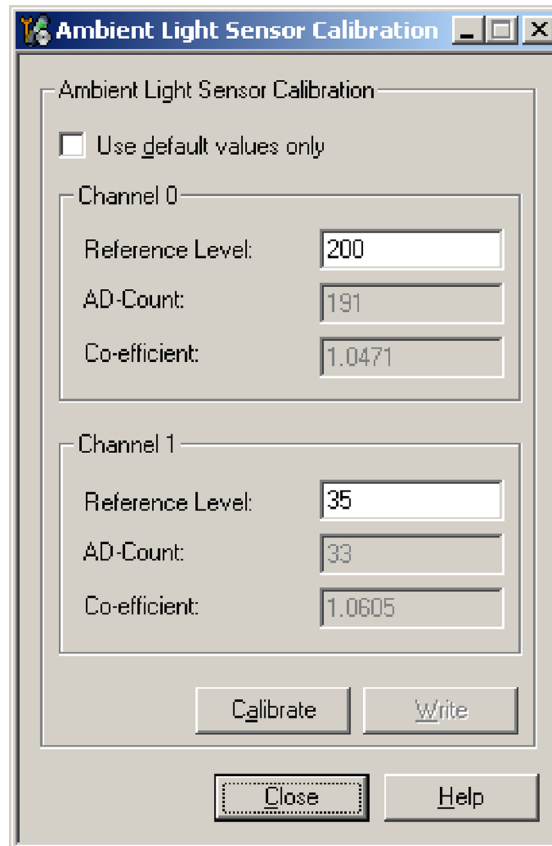 Ambient Light Sensor Calibration
Ambient Light Sensor Calibration
Use default values only
Channel 0
Reference Level: 200
AD-Count: 191
Co-efficient: 1.0471
Channel 1
Reference Level: 35
AD-Count: 33
Co-efficient: 1.0605
Calibrate Write
Close Help